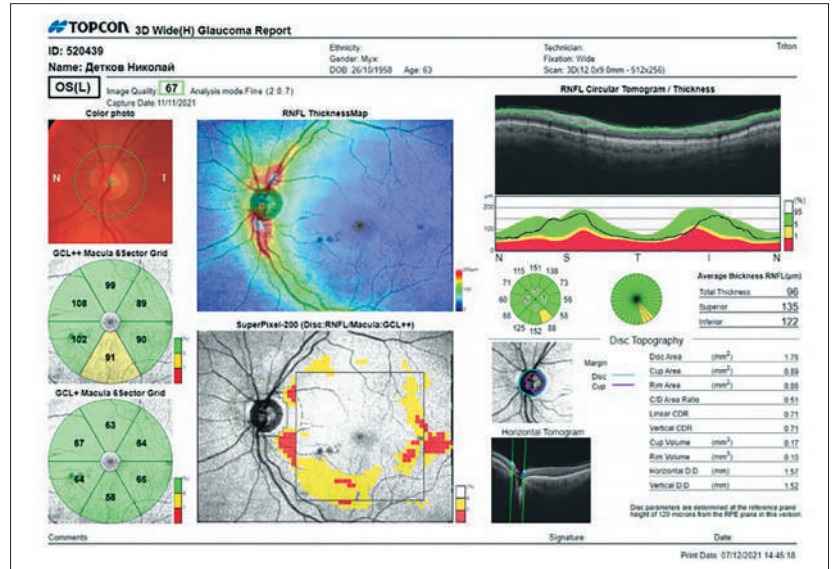 TOPCON 3D Wide(H) Glaucoma Report
ID: 520439
Name: Детков Николай
Ethnicity:
Gender: Муж.
DOB: 26/10/1958 Age: 63
Technician:
Fixation: Wide
Scan: 3D(12.0x9.0mm - 512x256)
Triton
OS(L) Image Quality: 67 Analysis mode:Fine (2.0.7)
Capture Date:11/11/2021
Color photo
N T
RNFL ThicknessMap
RNFL Circular Tomogram / Thickness
μm
200
100
0
N S T I N
(%)
95
5
1
GCL++ Macula 6Sector Grid
99
108 89
102 90
91
GCL+ Macula 6Sector Grid
63
67 64
64 65
58
SuperPixel-200 (Disc:RNFL/Macula:GCL++)
115 151 138
71 73
60 56
58 58
125 152 88
Average thickness RNFL(μm)
Total Thickness 96
Superior 135
Inferior 122
Disc Topography
Margin
Disc
Cup
Disc Area (mm²) 1.76
Cup Area (mm²) 0.89
Rim Area (mm²)
C/D Area Ratio 0.51
Linear CDR 0.71
Vertical CDR 0.71
Cup Volume (mm³) 0.17
Rim Volume (mm³) 0.10
Horizontal D.D (mm) 1.57
Vertical D.D (mm) 1.52
Horizontal Tomogram
Disc parameters are determined at the reference plane
height of 120 microns from the RPE plane in this version.
Comments
Signature
Date
Print Date: 07/12/2021 14:45:18